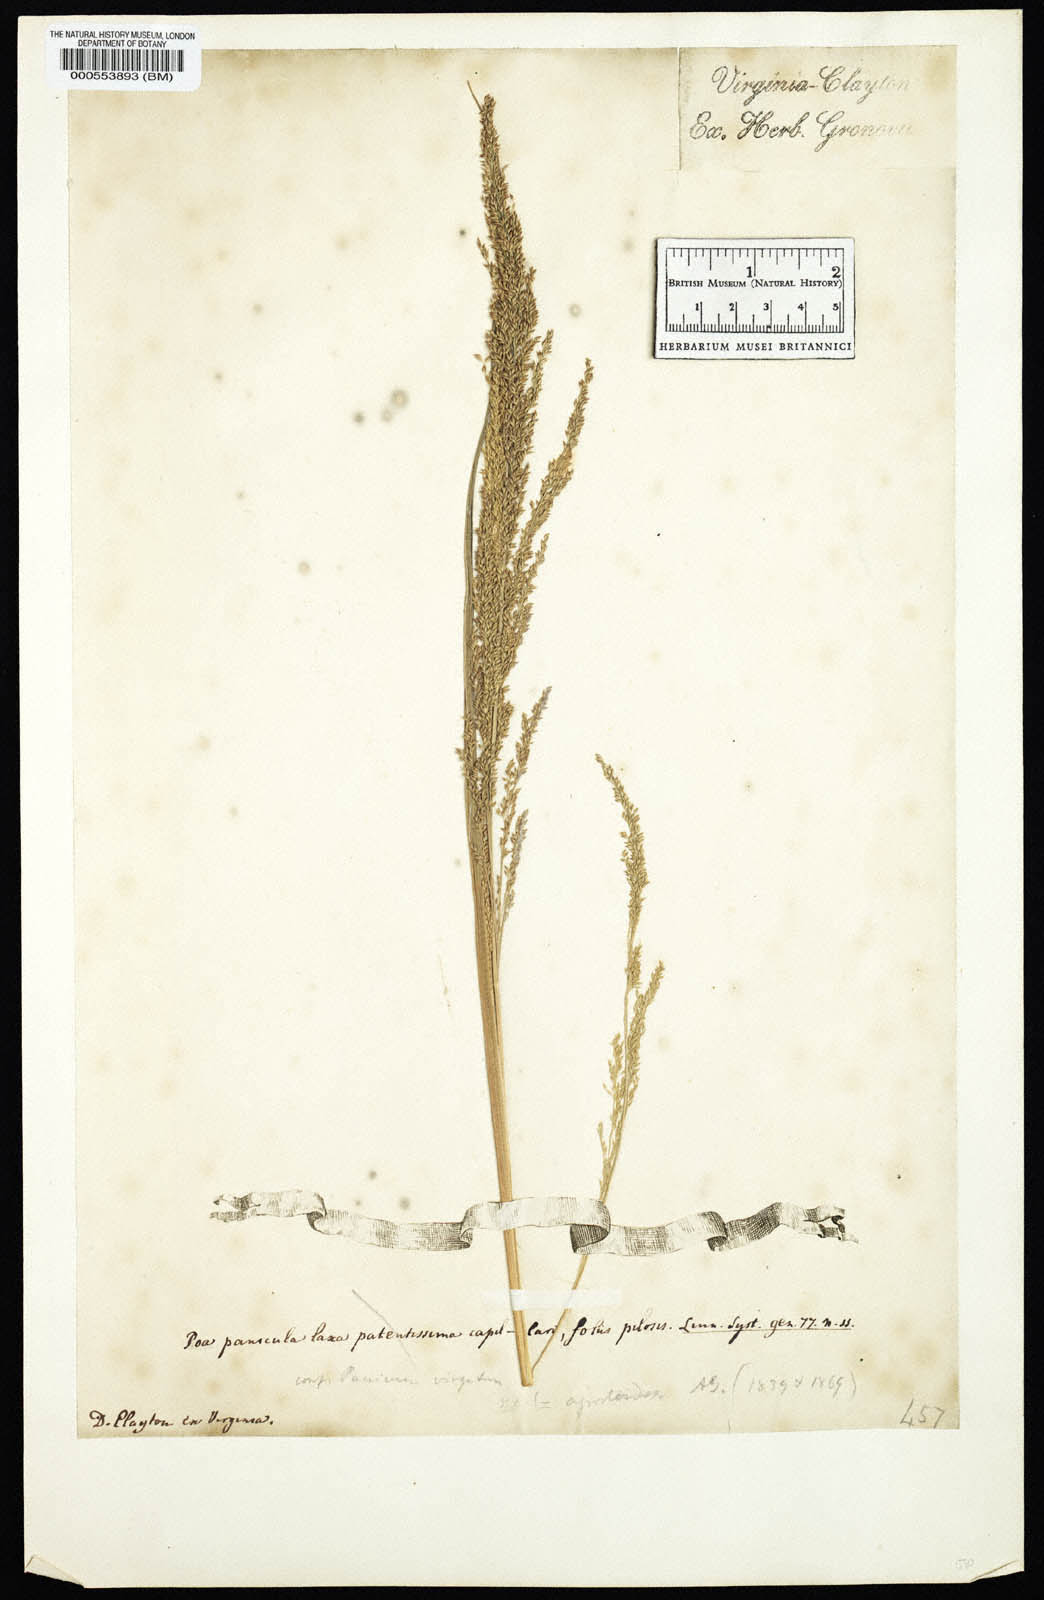 THE NATURAL HISTORY MUSEUM, LONDON
DEPARTMENT OF BOTANY
000553893 (BM)
Virginia-Clayton
Ex. Herb. Gronovii
1 2
BRITISH MUSEUM (NATURAL HISTORY)
1 2 3 4 5
HERBARIUM MUSEI BRITANNICI
Poa panicula laxa patentissima capil-lari, foliis pilosis. Linn. Syst. gen. 77. n. 11.
conf. Panicum virgatum
agrostoides AG. (1839 & 1869)
D. Clayton ex Virginia.
457